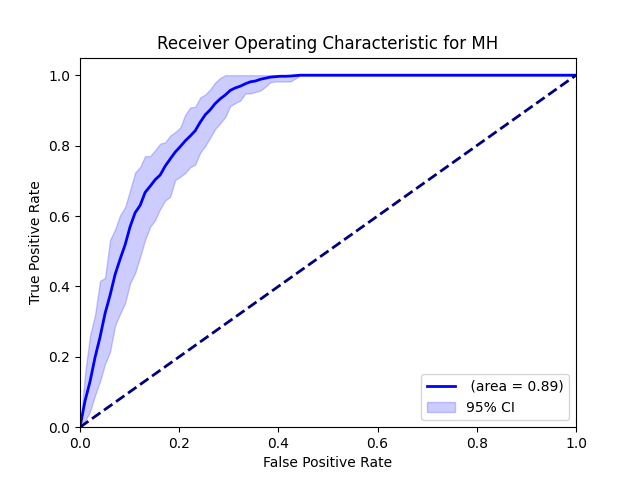 Receiver Operating Characteristic for MH
True Positive Rate
1.0
0.8
0.6
0.4
0.2
0.0
(area = 0.89)
95% CI
0.0 0.2 0.4 0.6 0.8 1.0
False Positive Rate